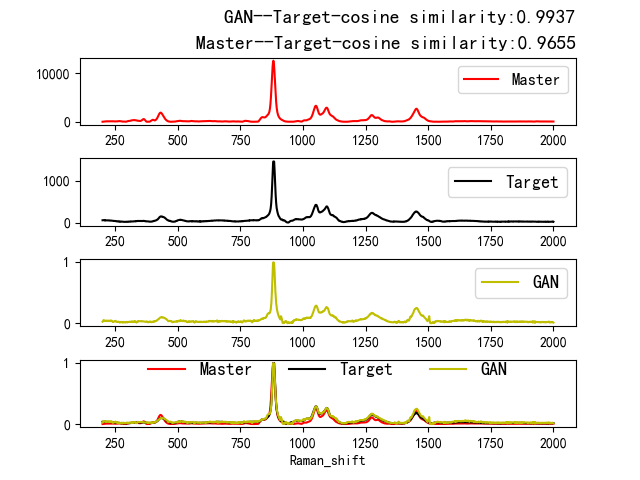 GAN--Target-cosine similarity:0.9937
Master--Target-cosine similarity:0.9655
10000
0
Master
250 500 750 1000 1250 1500 1750 2000
1000
0
Target
250 500 750 1000 1250 1500 1750 2000
1
0
GAN
250 500 750 1000 1250 1500 1750 2000
1
0
Master Target GAN
250 500 750 1000 1250 1500 1750 2000
Raman_shift